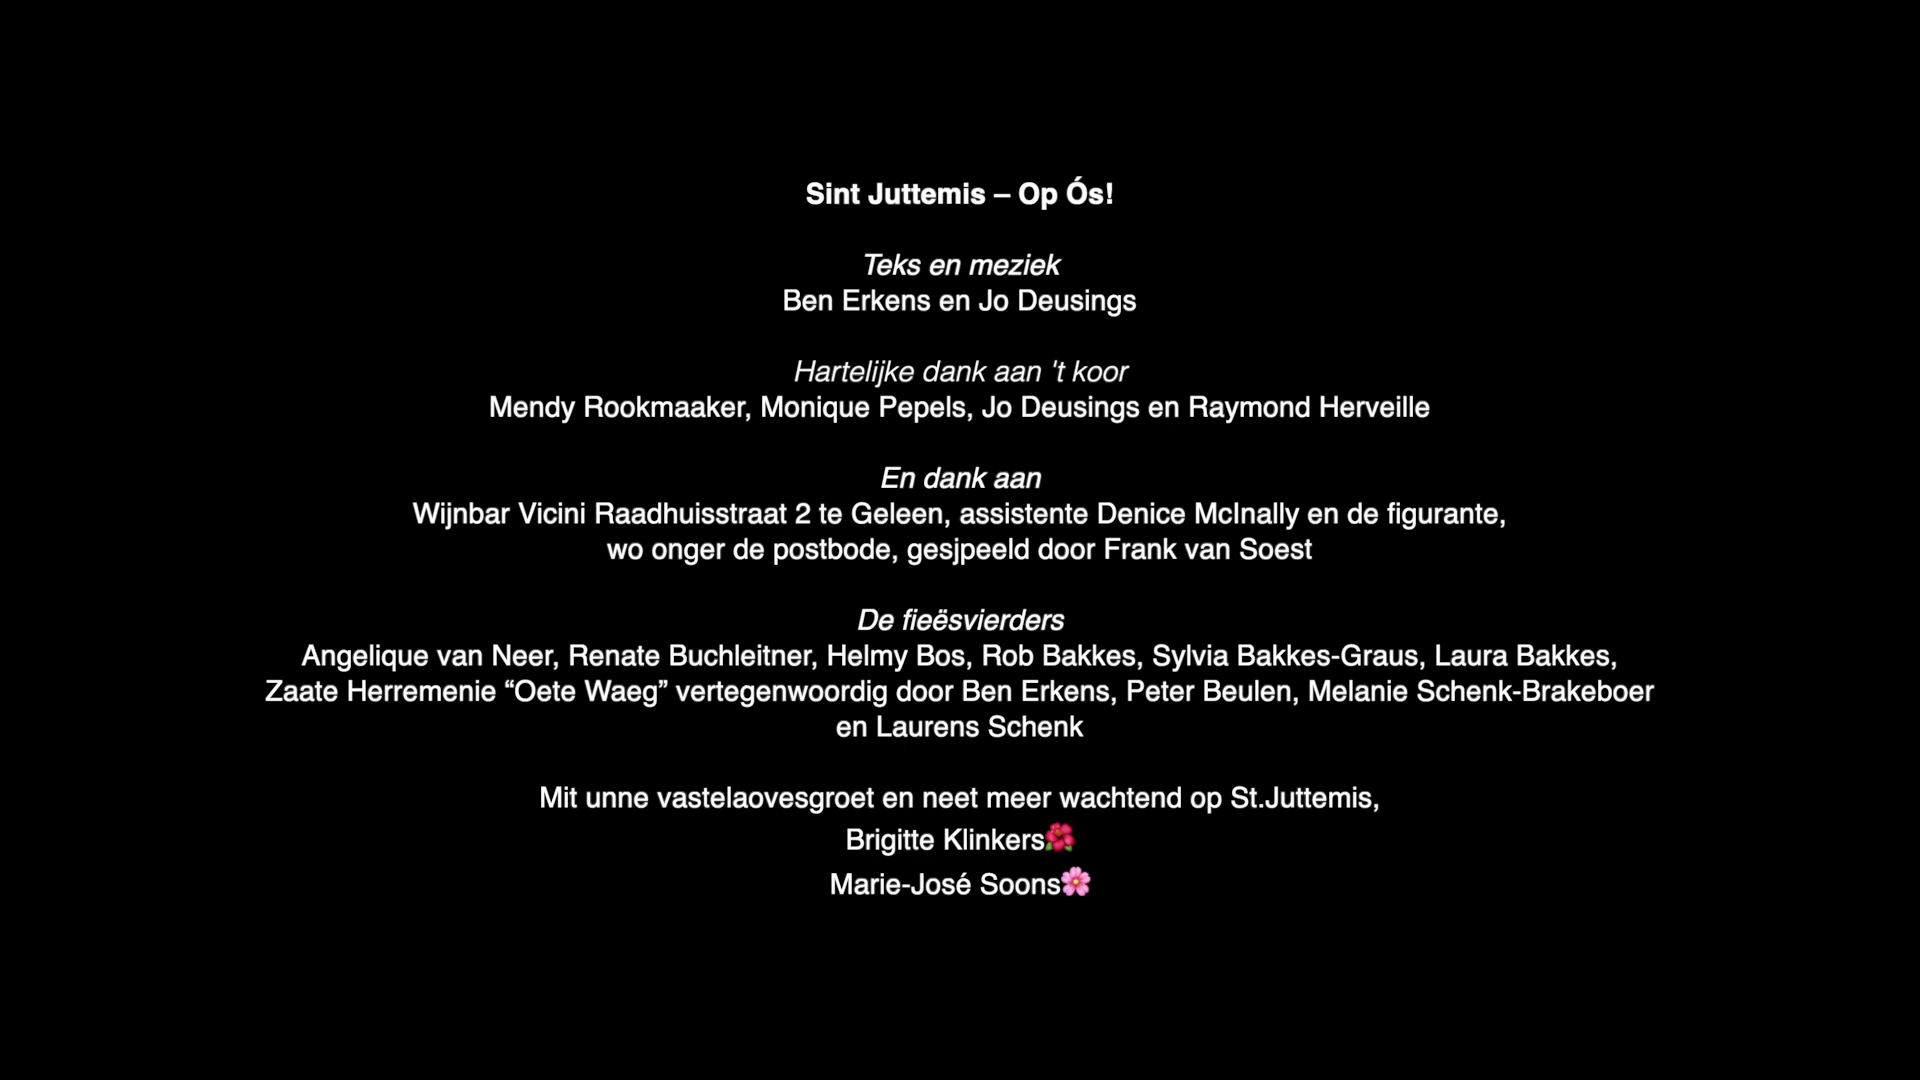 Sint Juttemis – Op Ós!
Teks en meziek
Ben Erkens en Jo Deusings
Hartelijke dank aan 't koor
Mendy Rookmaaker, Monique Pepels, Jo Deusings en Raymond Herveille
En dank aan
Wijnbar Vicini Raadhuisstraat 2 te Geleen, assistente Denice McInally en de figurante,
wo onger de postbode, gesjpeeld door Frank van Soest
De fieësvierders
Angelique van Neer, Renate Buchleitner, Helmy Bos, Rob Bakkes, Sylvia Bakkes-Graus, Laura Bakkes,
Zaate Herremenie “Oete Waeg” vertegenwoordig door Ben Erkens, Peter Beulen, Melanie Schenk-Brakeboer
en Laurens Schenk
Mit unne vastelaovesgroet en neet meer wachtend op St.Juttemis,
Brigitte Klinkers🌺
Marie-José Soons🌸